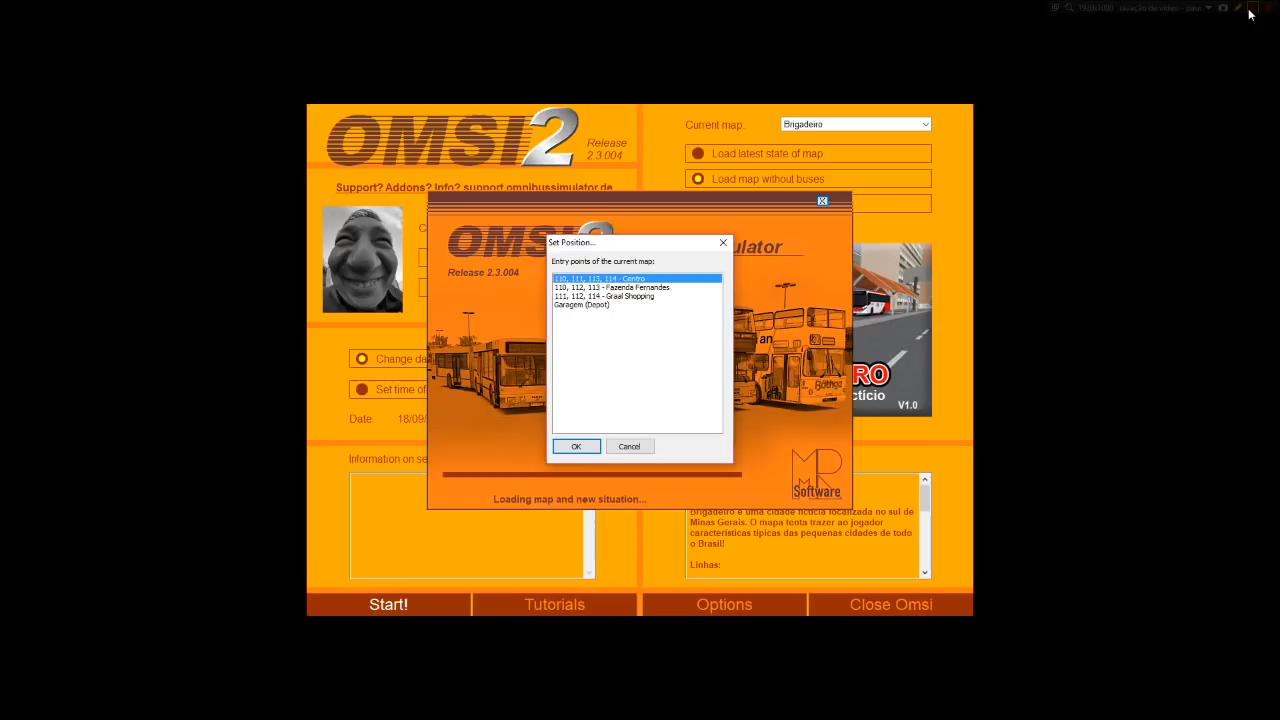 1920x1080
OMSI 2
Release
2.3.004
Current map:
Brigadeiro
Load latest state of map
Load map without buses
Support? Addons? Info? support.omnibussimulator.de
OMSI
ulator
Release 2.3.004
Set Position...
Entry points of the current map:
110, 111, 113, 114 - Centro
110, 112, 113 - Fazenda Fernandes
111, 112, 114 - Graal Shopping
Garagem (Depot)
OK
Cancel
Change da
Set time of
Date:
18/09/
RO
ctício
V1.0
Information on se
MR
Software
Loading map and new situation...
Brigadeiro é uma cidade fictícia localizada no sul de
Minas Gerais. O mapa tenta trazer ao jogador
características típicas das pequenas cidades de todo
o Brasil!
Linhas:
Start!
Tutorials
Options
Close Omsi